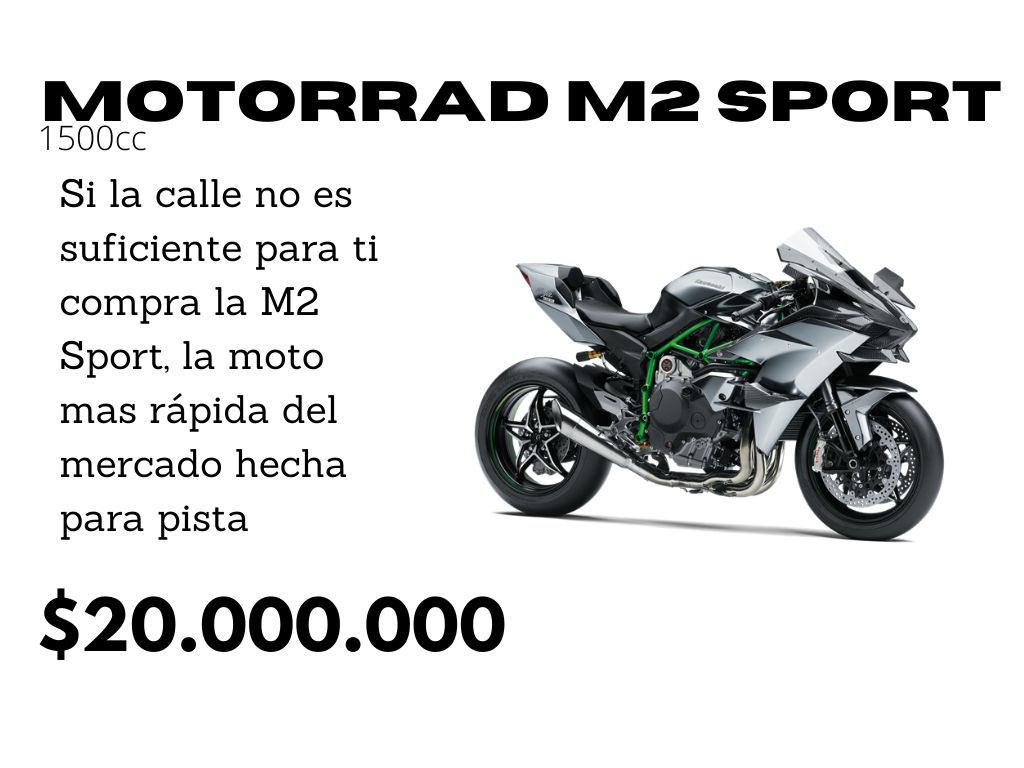 MOTORRAD M2 SPORT
1500cc
Si la calle no es
suficiente para ti
compra la M2
Sport, la moto
mas rápida del
mercado hecha
para pista
Kawasaki
$20.000.000